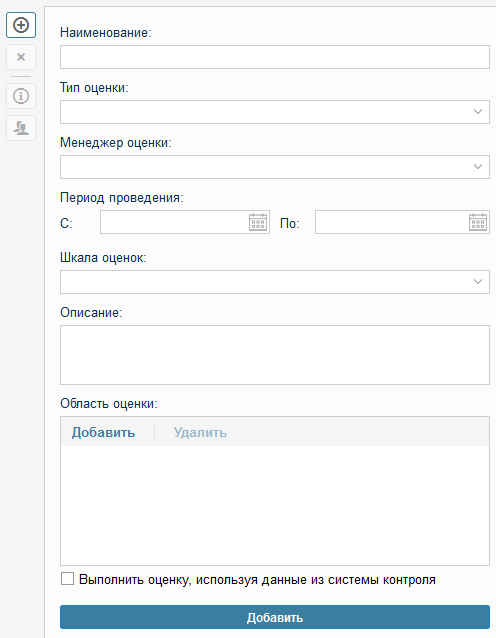 Наименование:
Тип оценки:
Менеджер оценки:
Период проведения:
С: По:
Шкала оценок:
Описание:
Область оценки:
Добавить Удалить
Выполнить оценку, используя данные из системы контроля
Добавить